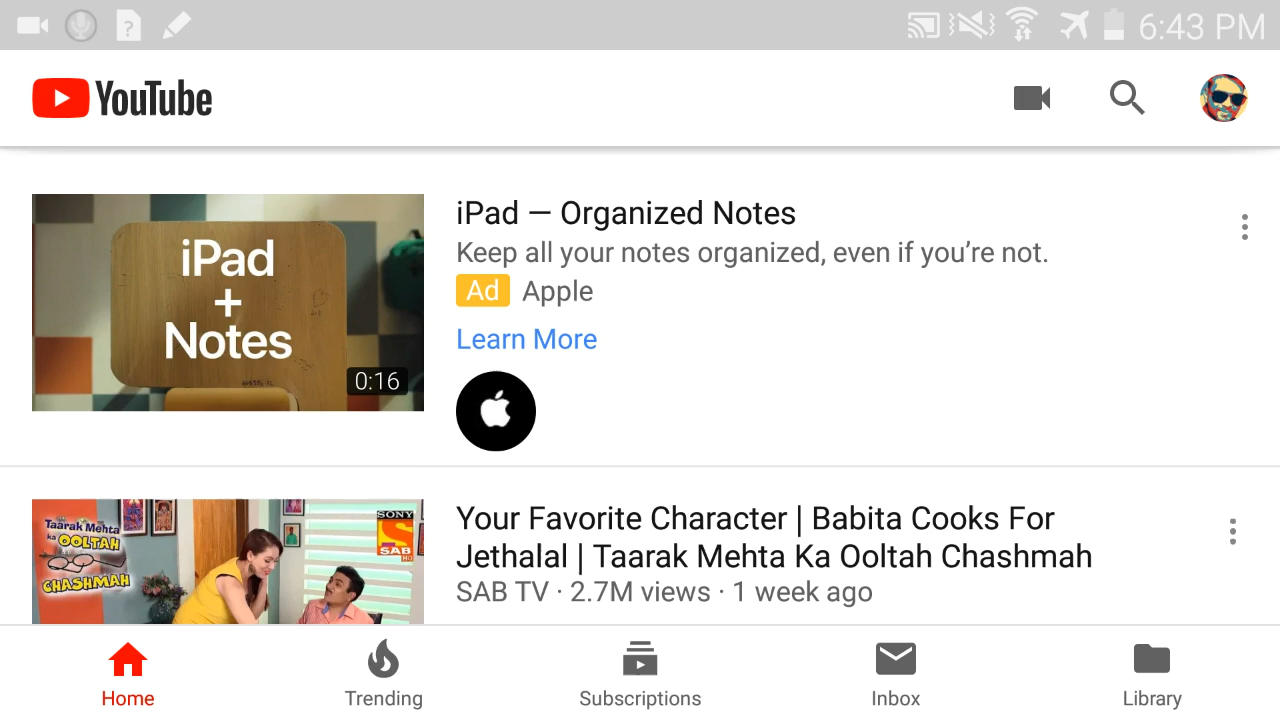 6:43 PM
YouTube
iPad
+
Notes
0:16
iPad — Organized Notes
Keep all your notes organized, even if you’re not.
Ad Apple
Learn More
Taarak Mehta
ka OOLTAH
CHASHMAH
SONY
SAB
HD
Your Favorite Character | Babita Cooks For
Jethalal | Taarak Mehta Ka Ooltah Chashmah
SAB TV · 2.7M views · 1 week ago
Home
Trending
Subscriptions
Inbox
Library